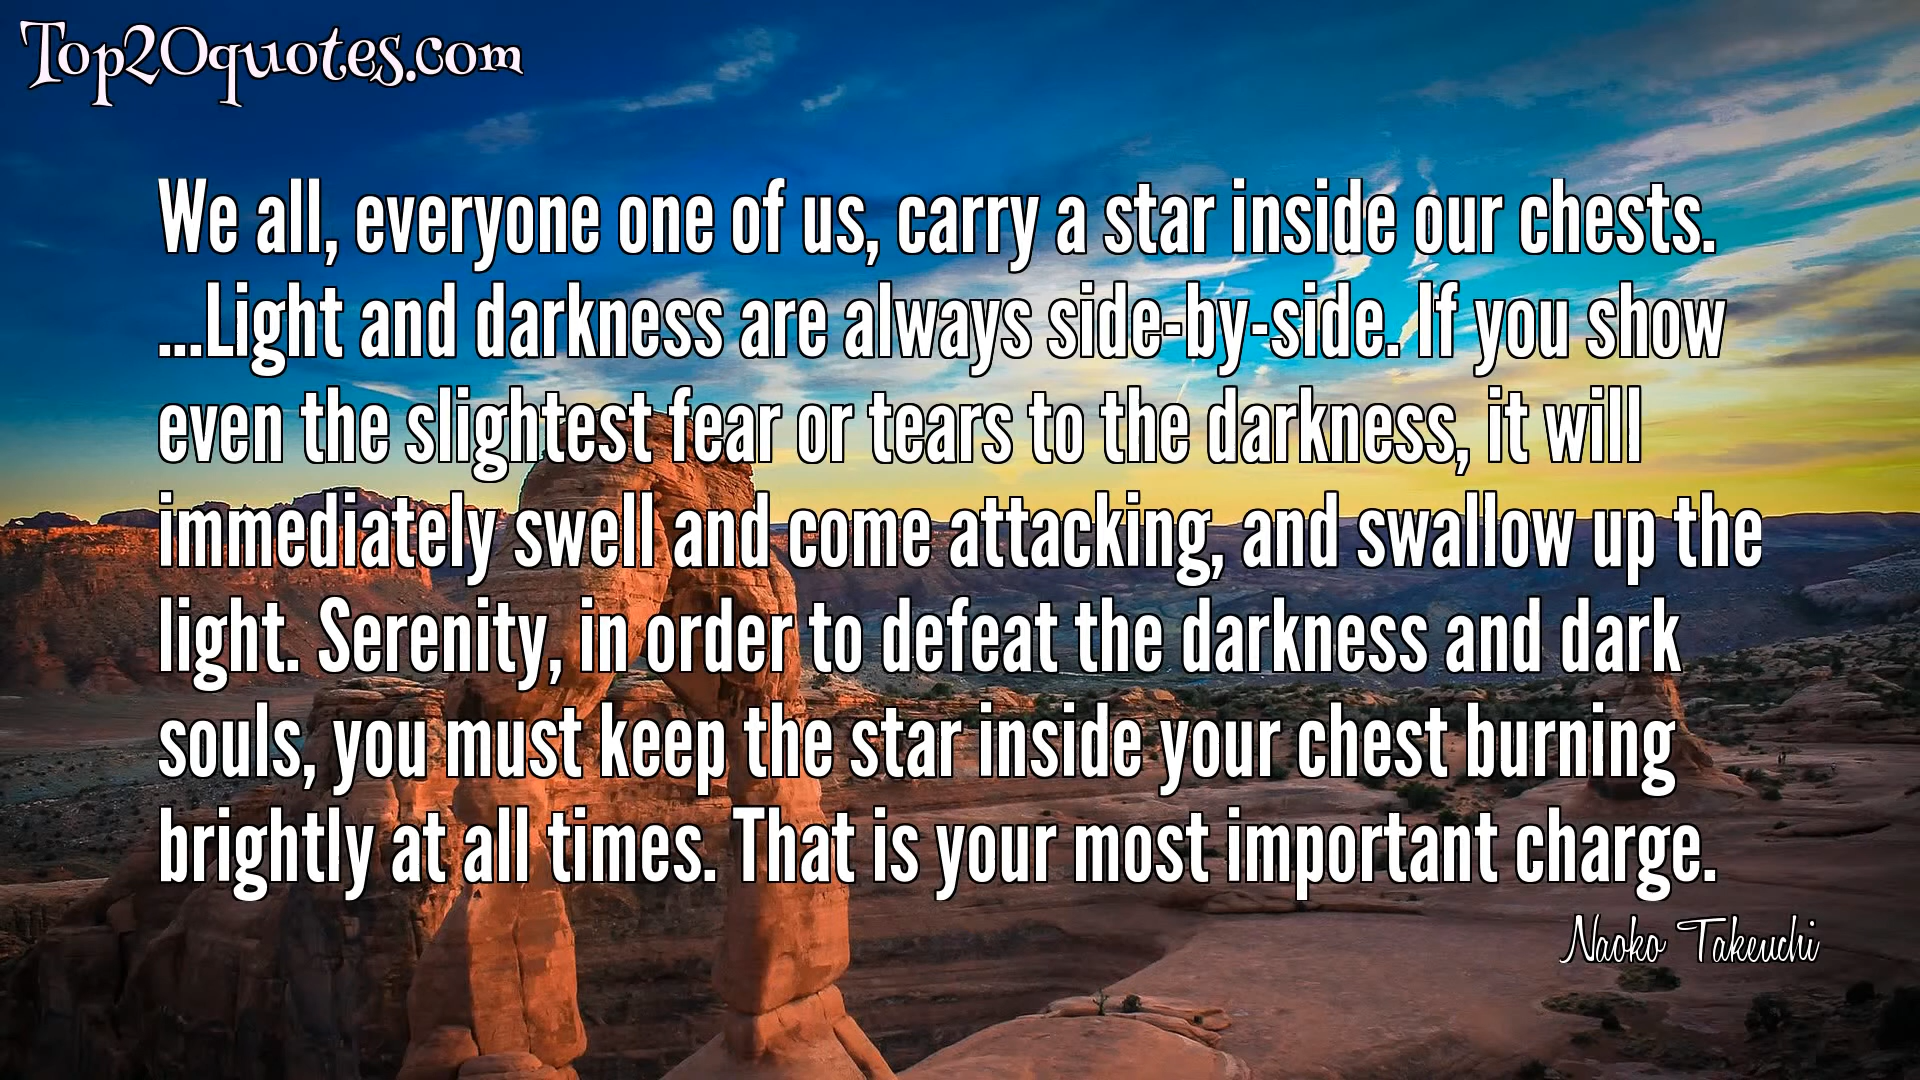 Top20quotes.com
We all, everyone one of us, carry a star inside our chests.
...Light and darkness are always side-by-side. If you show
even the slightest fear or tears to the darkness, it will
immediately swell and come attacking, and swallow up the
light. Serenity, in order to defeat the darkness and dark
souls, you must keep the star inside your chest burning
brightly at all times. That is your most important charge.
Naoko Takeuchi